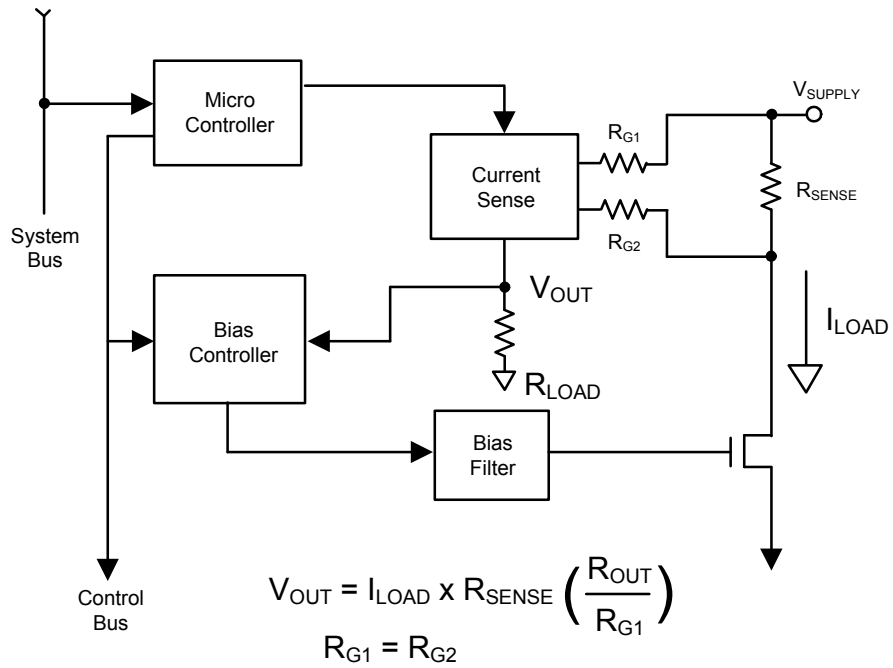 Micro
Controller
V_SUPPLY
R_G1
Current
Sense
R_SENSE
R_G2
System
Bus
V_OUT
I_LOAD
Bias
Controller
R_LOAD
Bias
Filter
Control
Bus
V_OUT = I_LOAD x R_SENSE (R_OUT / R_G1)
R_G1 = R_G2